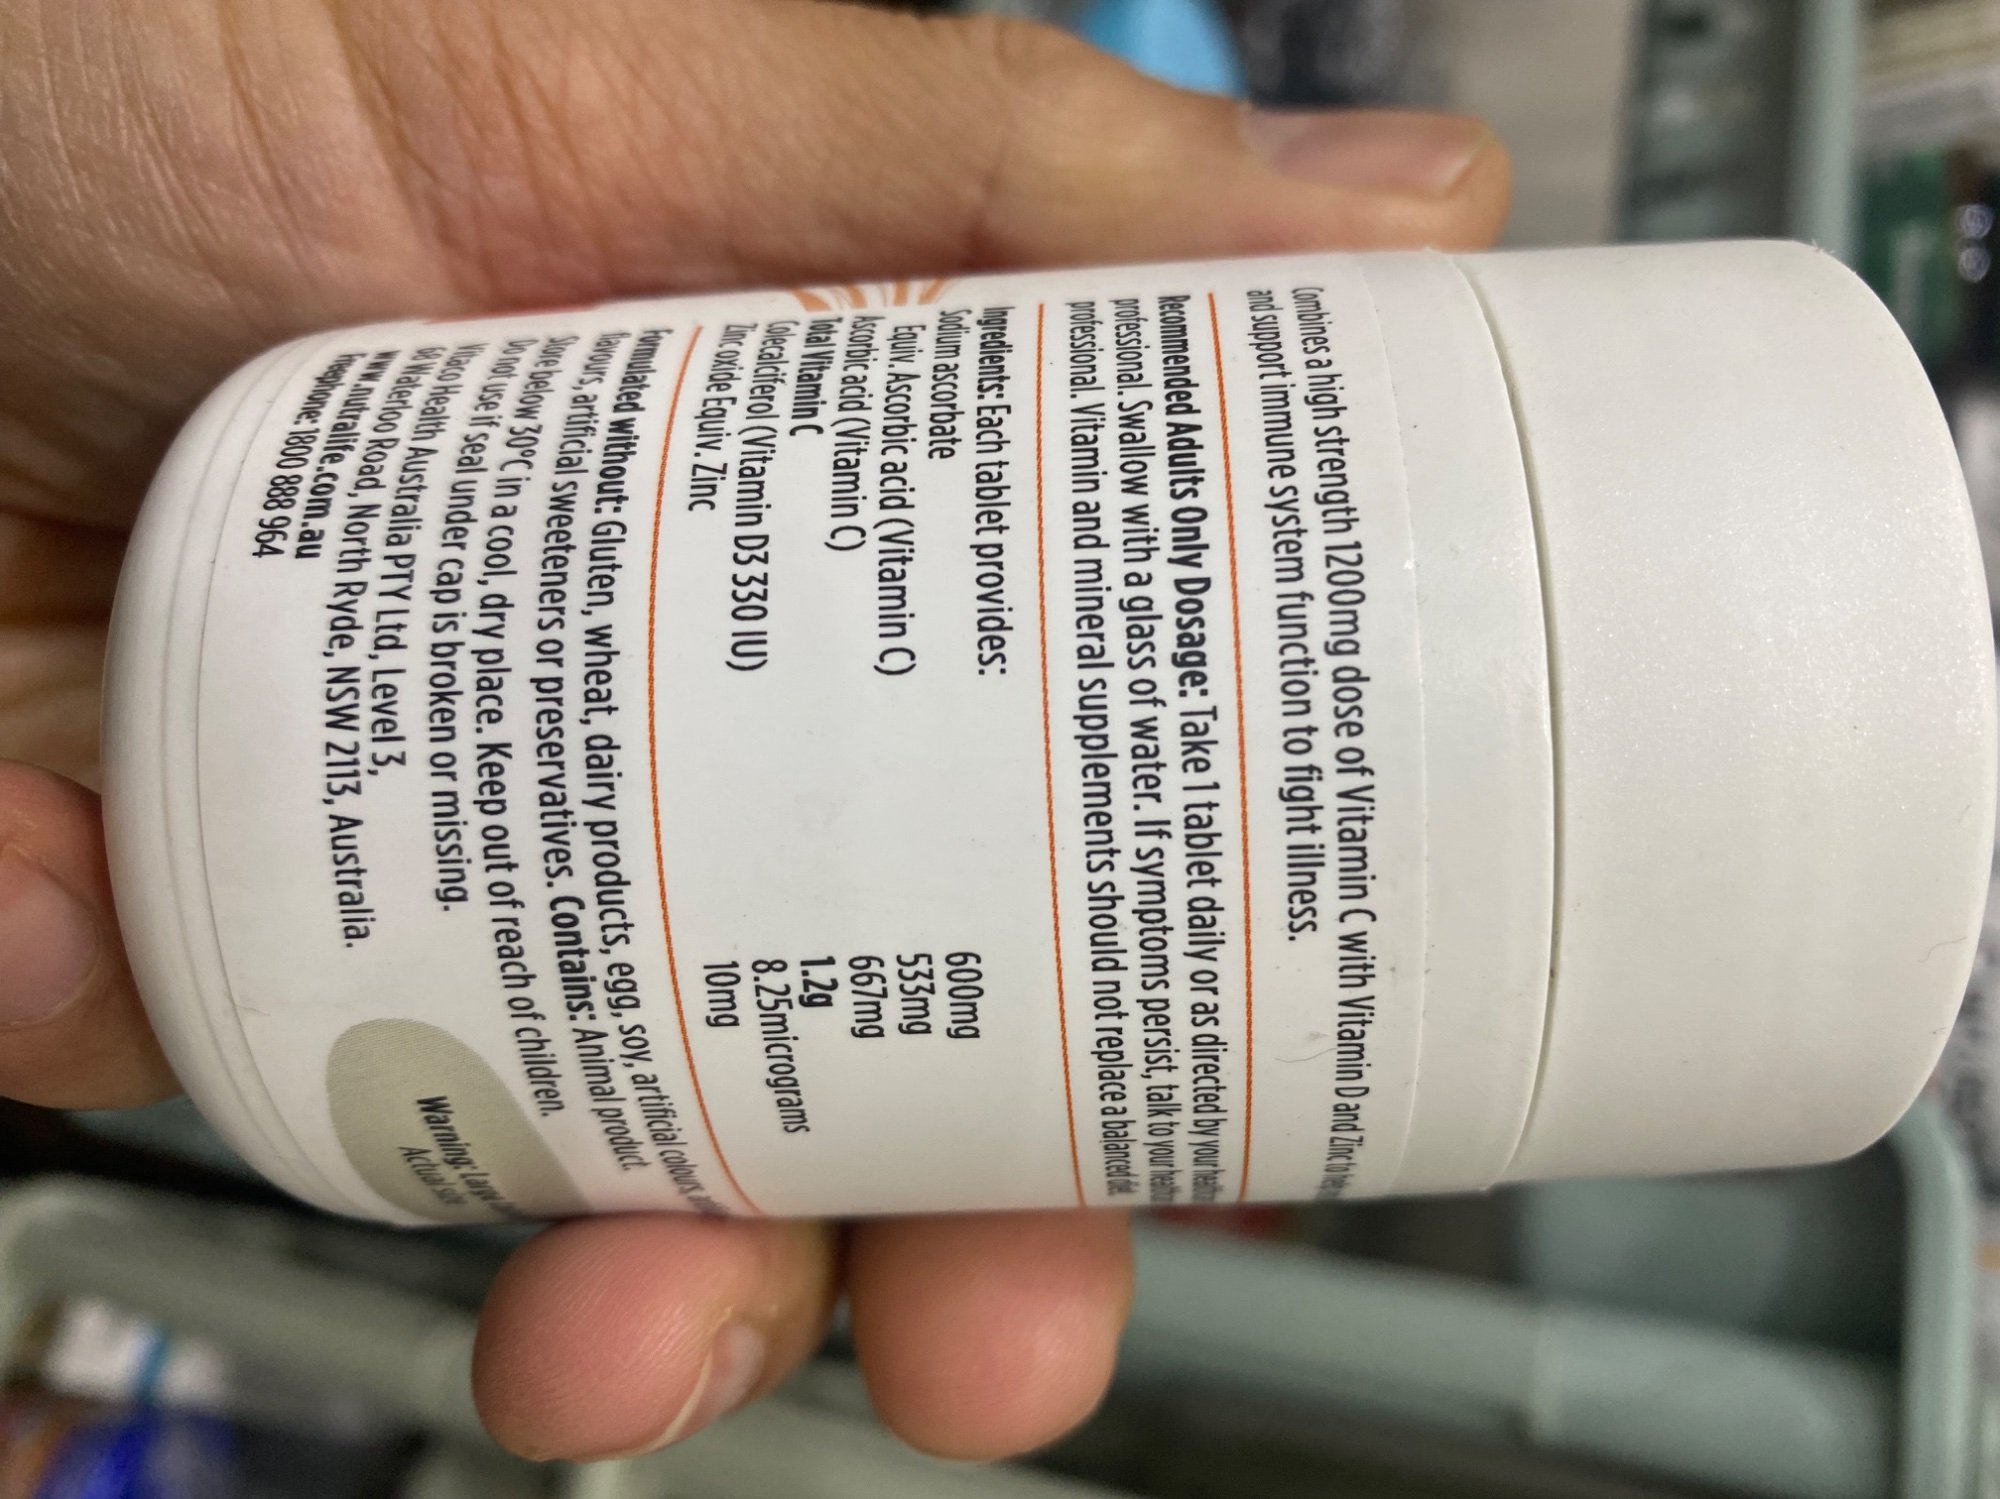 Combines a high strength 1200mg dose of Vitamin C with Vitamin D and Zinc to
and support immune system function to fight illness.
Recommended Adults Only Dosage: Take 1 tablet daily or as directed by your
professional. Swallow with a glass of water. If symptoms persist, talk to your
professional. Vitamin and mineral supplements should not replace a balanced diet.
Ingredients: Each tablet provides:
Sodium ascorbate 600mg
Equiv. Ascorbic acid (Vitamin C) 533mg
Ascorbic acid (Vitamin C) 667mg
Total Vitamin C 1.2g
Colecalciferol (Vitamin D3 330 IU) 8.25micrograms
Zinc oxide Equiv. Zinc 10mg
Formulated without: Gluten, wheat, dairy products, egg, soy, artificial colours,
flavours, artificial sweeteners or preservatives. Contains: Animal product.
Store below 30°C in a cool, dry place. Keep out of reach of children.
Do not use if seal under cap is broken or missing.
Vitaco Health Australia PTY Ltd, Level 3,
60 Waterloo Road, North Ryde, NSW 2113, Australia.
www.nutralife.com.au
Freephone: 1800 888 964
Warning: Large
Actual size